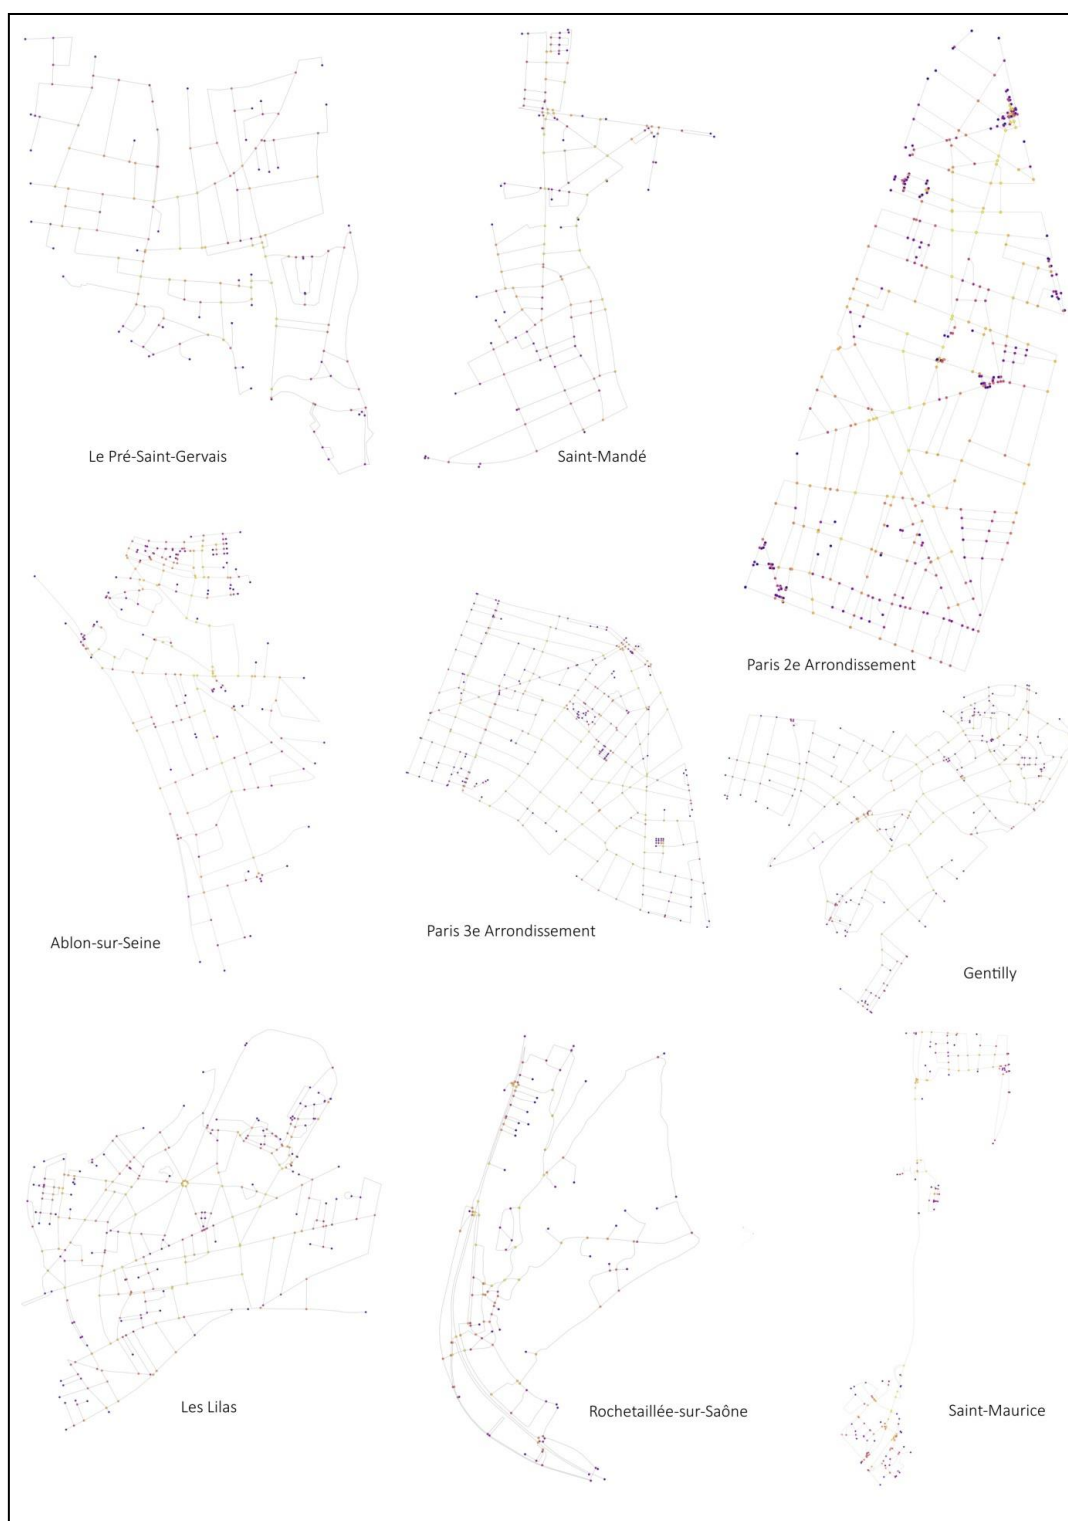 Le Pré-Saint-Gervais
Saint-Mandé
Paris 2e Arrondissement
Ablon-sur-Seine
Paris 3e Arrondissement
Gentilly
Les Lilas
Rochetaillée-sur-Saône
Saint-Maurice